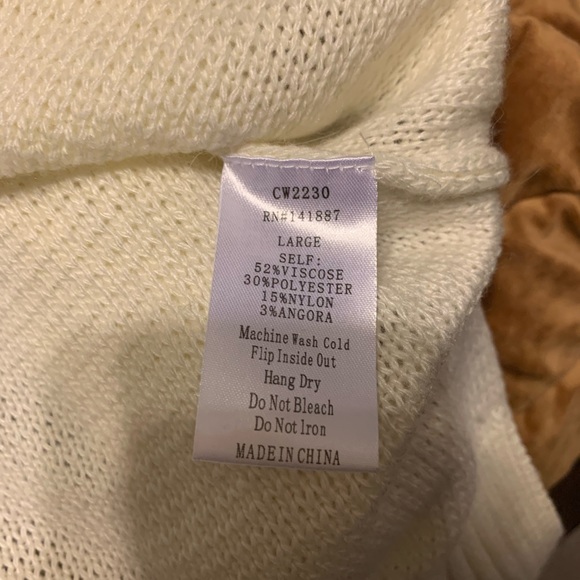 CW2230
RN#141887
LARGE
SELF:
52%VISCOSE
30%POLYESTER
15%NYLON
3%ANGORA
Machine Wash Cold
Flip Inside Out
Hang Dry
Do Not Bleach
Do Not Iron
MADE IN CHINA